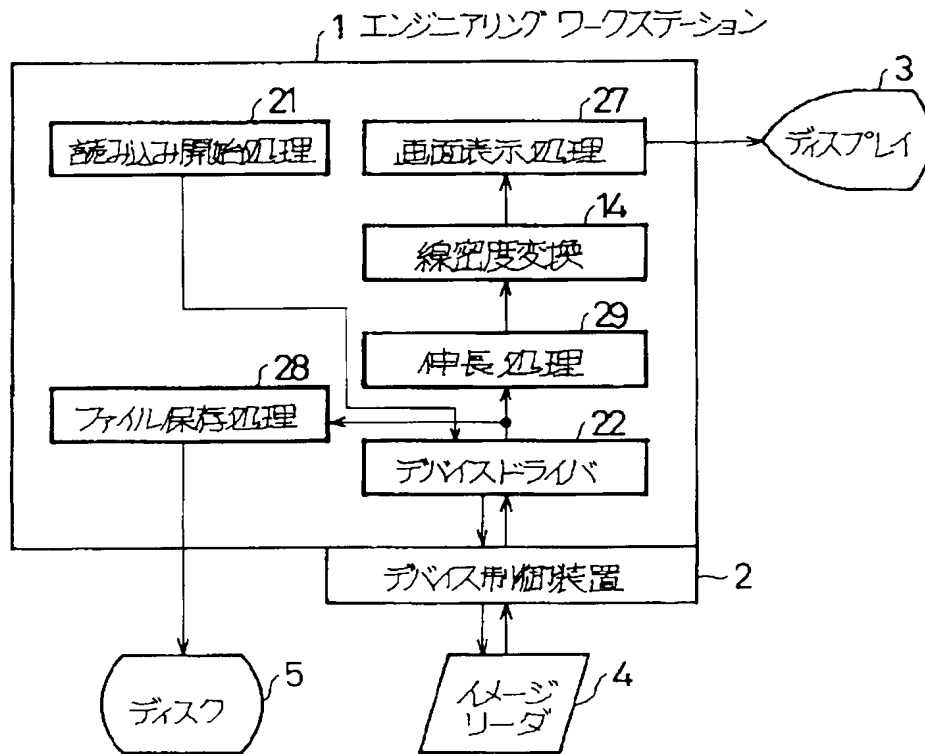 1 エンジニアリング ワークステーション
3
ディスプレイ
21
読み込み開始処理
27
画面表示処理
14
線密度変換
29
伸長処理
28
ファイル保存処理
22
デバイスドライバ
デバイス制御装置
2
5
ディスク
4
イメージ
リーダ